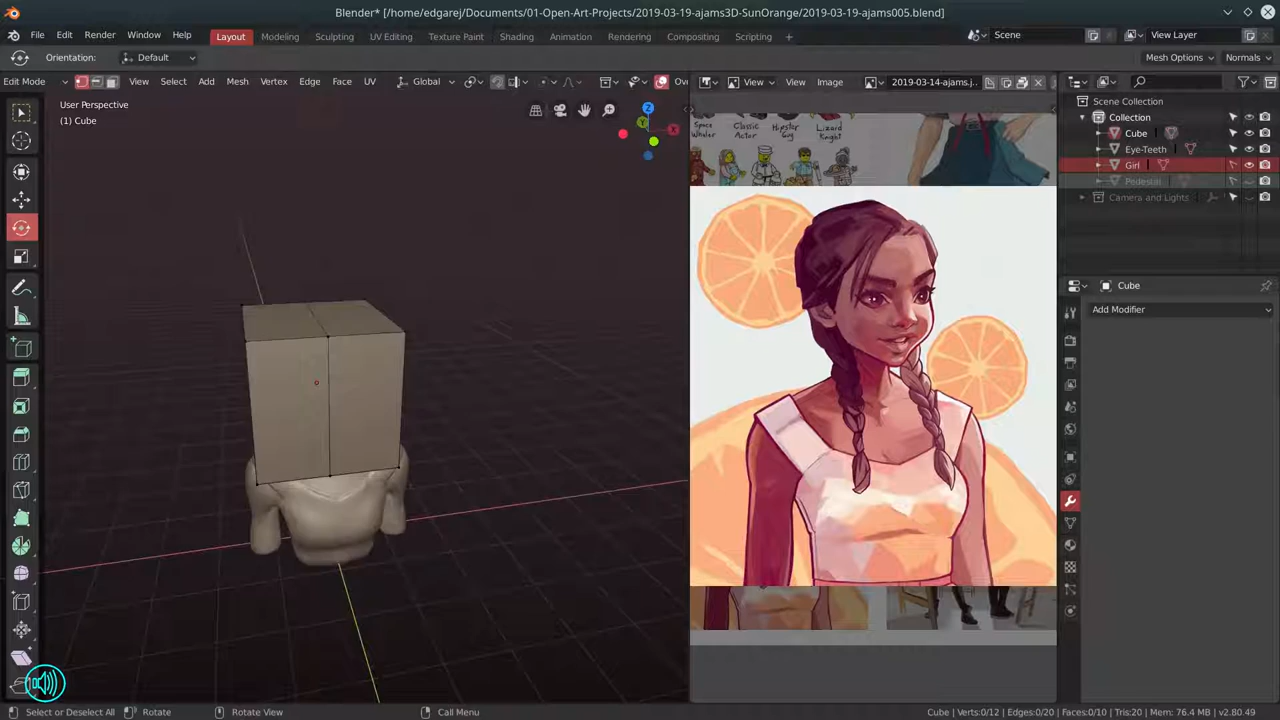 Blender* [/home/edgarej/Documents/01-Open-Art-Projects/2019-03-19-ajams3D-SunOrange/2019-03-19-ajams005.blend]
File Edit Render Window Help Layout Modeling Sculpting UV Editing Texture Paint Shading Animation Rendering Compositing Scripting + Scene View Layer
Orientation: Default Mesh Options Normals
Edit Mode View Select Add Mesh Vertex Edge Face UV Global Ov View View Image 2019-03-14-ajams.j..
User Perspective
(1) Cube
Z
Y
X
Space Whaler
Classic Actor
Hipster Guy
Lizard Knight
Scene Collection
Collection
Cube
Eye-Teeth
Girl
Pedestal
Camera and Lights
Cube
Add Modifier
Select or Deselect All Rotate Rotate View Call Menu Cube | Verts:0/12 | Edges:0/20 | Faces:0/10 | Tris:20 | Mem: 76.4 MB | v2.80.49